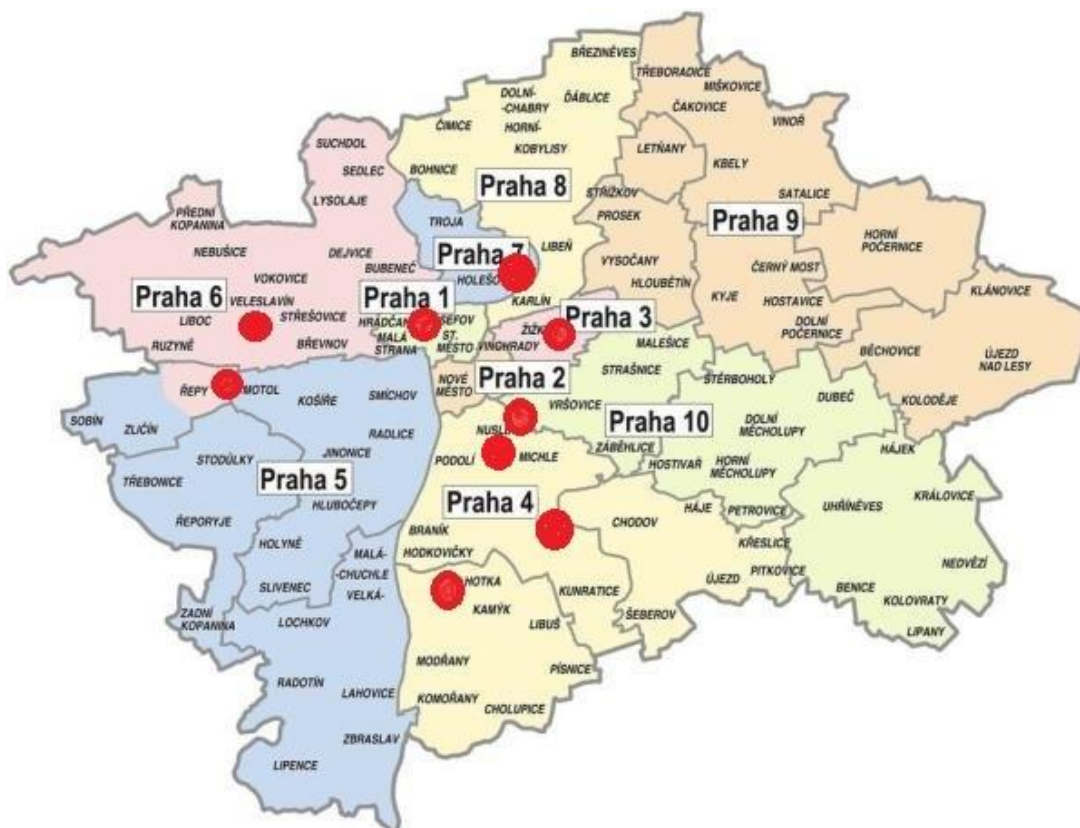 BŘEZINĚVES
TŘEBORADICE
MIŠKOVICE
DOLNÍ-
-CHABRY
ĎÁBLICE
ČAKOVICE
VINOŘ
ČIMICE
HORNÍ-
KOBYLISY
SUCHDOL
LETŇANY
KBELY
SEDLEC
BOHNICE
Praha 8
STŘÍŽKOV
SATALICE
LYSOLAJE
PŘEDNÍ
KOPANINA
TROJA
PROSEK
Praha 9
HORNÍ
POČERNICE
NEBUŠICE
DEJVICE
Praha 7
LIBEŇ
VYSOČANY
ČERNÝ MOST
BUBENEČ
VOKOVICE
HOLEŠO
HLOUBĚTÍN
KLÁNOVICE
Praha 6
Praha 1
KARLÍN
KYJE
HOSTAVICE
VELESLAVÍN
LIBOC
STŘEŠOVICE
HRADČAN
ŠEFOV
ŽIŽK
Praha 3
DOLNÍ
POČERNICE
RUZYNĚ
BŘEVNOV
MALÁ
STRANA
ST.
MĚSTO
VINOHRADY
MALEŠICE
BĚCHOVICE
ÚJEZD
NAD LESY
STRAŠNICE
ŘEPY
MOTOL
NOVÉ
MĚSTO
Praha 2
ŠTĚRBOHOLY
KOŠÍŘE
SMÍCHOV
VRŠOVICE
DUBEČ
KOLODĚJE
SOBÍN
ZLIČÍN
RADLICE
NUSL
Praha 10
DOLNÍ
MĚCHOLUPY
ZÁBĚHLICE
HÁJEK
STODŮLKY
JINONICE
PODOLÍ
MICHLE
HOSTIVAŘ
HORNÍ
MĚCHOLUPY
TŘEBONICE
Praha 5
KRÁLOVICE
HLUBOČEPY
Praha 4
HÁJE
PETROVICE
UHŘÍNĚVES
ŘEPORYJE
CHODOV
BRANÍK
HOLYNĚ
MALÁ-
HODKOVIČKY
KŘESLICE
NEDVĚZÍ
-CHUCHLE
PITKOVICE
SLIVENEC
VELKÁ-
HOTKA
KUNRATICE
ÚJEZD
BENICE
KOLOVRATY
ZADNÍ
KOPANINA
LOCHKOV
KAMÝK
LIBUŠ
ŠEBEROV
LIPANY
MODŘANY
PÍSNICE
RADOTÍN
LAHOVICE
KOMOŘANY
CHOLUPICE
ZBRASLAV
LIPENCE